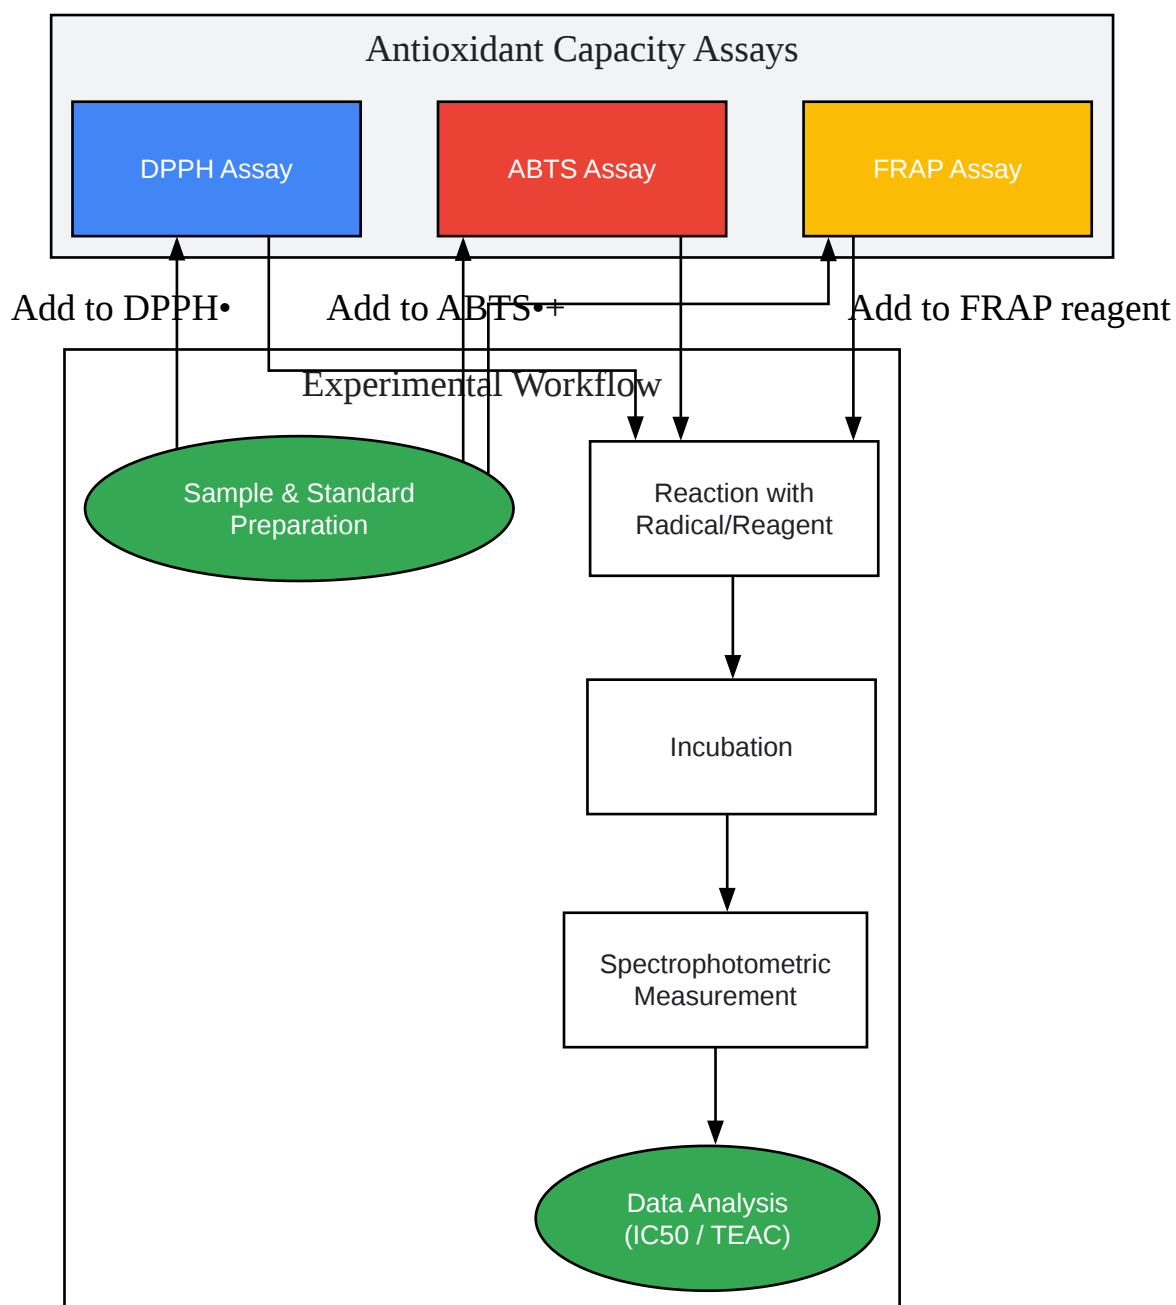 Antioxidant Capacity Assays
DPPH Assay
ABTS Assay
FRAP Assay
Add to DPPH•
Add to ABTS•+
Add to FRAP reagent
Experimental Workflow
Sample & Standard
Preparation
Reaction with
Radical/Reagent
Incubation
Spectrophotometric
Measurement
Data Analysis
(IC50 / TEAC)